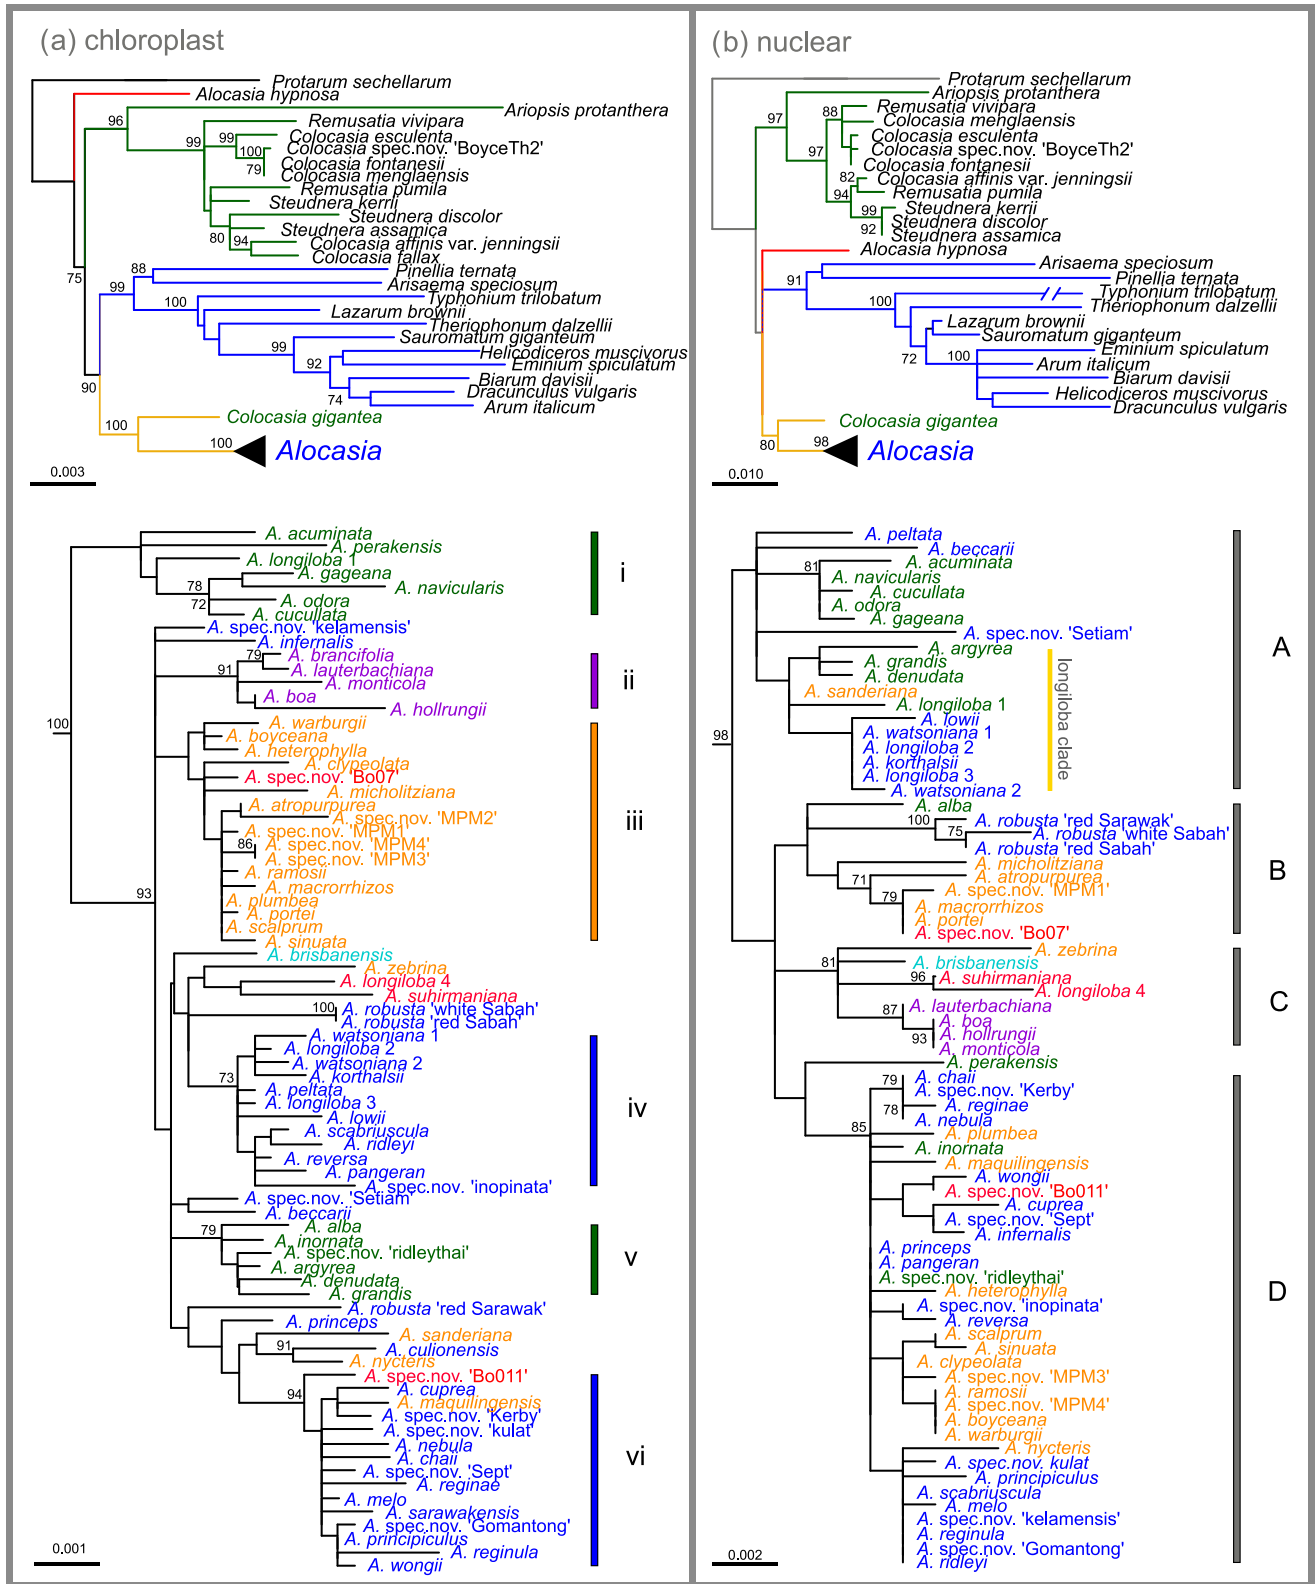 (a) chloroplast
Protarum sechellarum
Alocasia hypnosa
Ariopsis protanthera
96
Remusatia vivipara
99
99
Colocasia esculenta
100
Colocasia spec.nov. 'BoyceTh2'
Colocasia fontanesii
79
Colocasia menglaensis
Remusatia pumila
Steudnera kerrii
Steudnera discolor
Steudnera assamica
80
94
Colocasia affinis var. jenningsii
Colocasia fallax
75
88
Pinellia ternata
99
Arisaema speciosum
100
Typhonium trilobatum
Lazarum brownii
Theriophonum dalzellii
Sauromatum giganteum
99
Helicodiceros muscivorus
92
Eminium spiculatum
Biarum davisii
90
74
Dracunculus vulgaris
Arum italicum
Colocasia gigantea
100
100
Alocasia
0.003
A. acuminata
A. perakensis
A. longiloba 1
A. gageana
78
A. navicularis
72
A. odora
A. cucullata
i
A. spec.nov. 'kelamensis'
A. infernalis
79
A. brancifolia
91
A. lauterbachiana
A. monticola
A. boa
A. hollrungii
ii
100
A. warburgii
A. boyceana
A. heterophylla
A. clypeolata
A. spec.nov. 'Bo07'
A. micholitziana
A. atropurpurea
A. spec.nov. 'MPM2'
A. spec.nov. 'MPM1'
86
A. spec.nov. 'MPM4'
A. spec.nov. 'MPM3'
A. ramosii
A. macrorrhizos
A. plumbea
A. portei
A. scalprum
A. sinuata
iii
93
A. brisbanensis
A. zebrina
A. longiloba 4
A. suhirmaniana
100
A. robusta 'white Sabah'
A. robusta 'red Sabah'
A. watsoniana 1
A. longiloba 2
A. watsoniana 2
73
A. korthalsii
A. peltata
A. longiloba 3
A. lowii
A. scabriuscula
A. ridleyi
A. reversa
A. pangeran
A. spec.nov. 'inopinata'
iv
A. spec.nov. 'Setiam'
A. beccarii
79
A. alba
A. inornata
A. spec.nov. 'ridleythai'
A. argyrea
A. denudata
A. grandis
v
A. robusta 'red Sarawak'
A. princeps
A. sanderiana
91
A. culionensis
A. nycteris
A. spec.nov. 'Bo011'
94
A. cuprea
A. maquilingensis
A. spec.nov. 'Kerby'
A. spec.nov. 'kulat'
A. nebula
A. chaii
A. spec.nov. 'Sept'
A. reginae
A. melo
A. sarawakensis
A. spec.nov. 'Gomantong'
A. principiculus
A. reginula
A. wongii
vi
0.001
(b) nuclear
Protarum sechellarum
Ariopsis protanthera
Remusatia vivipara
88
Colocasia menglaensis
97
Colocasia esculenta
Colocasia spec.nov. 'BoyceTh2'
97
Colocasia fontanesii
82
Colocasia affinis var. jenningsii
94
Remusatia pumila
99
Steudnera kerrii
Steudnera discolor
92
Steudnera assamica
Alocasia hypnosa
Arisaema speciosum
91
Pinellia ternata
100
Typhonium trilobatum
Theriophonum dalzellii
Lazarum brownii
Sauromatum giganteum
72
100
Eminium spiculatum
Arum italicum
Biarum davisii
Helicodiceros muscivorus
Dracunculus vulgaris
Colocasia gigantea
80
98
Alocasia
0.010
A. peltata
A. beccarii
81
A. acuminata
A. navicularis
A. cucullata
A. odora
A. gageana
A. spec.nov. 'Setiam'
A. argyrea
A. grandis
A. denudata
A. sanderiana
A. longiloba 1
A. lowii
A. watsoniana 1
A. longiloba 2
A. korthalsii
A. longiloba 3
A. watsoniana 2
longiloba clade
A
98
A. alba
100
A. robusta 'red Sarawak'
75
A. robusta 'white Sabah'
A. robusta 'red Sabah'
A. micholitziana
71
A. atropurpurea
79
A. spec.nov. 'MPM1'
A. macrorrhizos
A. portei
A. spec.nov. 'Bo07'
B
A. zebrina
81
A. brisbanensis
96
A. suhirmaniana
A. longiloba 4
87
A. lauterbachiana
A. boa
93
A. hollrungii
A. monticola
C
A. perakensis
79
A. chaii
A. spec.nov. 'Kerby'
78
A. reginae
A. nebula
85
A. plumbea
A. inornata
A. maquilingensis
A. wongii
A. spec.nov. 'Bo011'
A. cuprea
A. spec.nov. 'Sept'
A. infernalis
A. princeps
A. pangeran
A. spec.nov. 'ridleythai'
A. heterophylla
A. spec.nov. 'inopinata'
A. reversa
A. scalprum
A. sinuata
A. clypeolata
A. spec.nov. 'MPM3'
A. ramosii
A. spec.nov. 'MPM4'
A. boyceana
A. warburgii
A. nycteris
A. spec.nov. kulat
A. principiculus
A. scabriuscula
A. melo
A. spec.nov. 'kelamensis'
A. reginula
A. spec.nov. 'Gomantong'
A. ridleyi
D
0.002